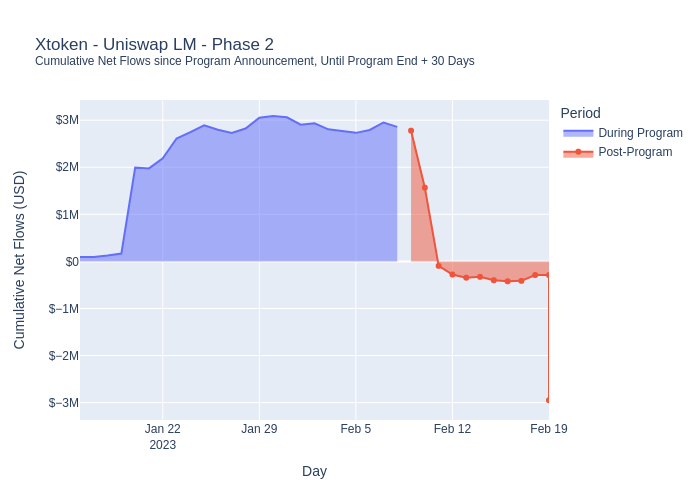 Xtoken - Uniswap LM - Phase 2
Cumulative Net Flows since Program Announcement, Until Program End + 30 Days
Period
During Program
Post-Program
Cumulative Net Flows (USD)
$3M
$2M
$1M
$0
$−1M
$−2M
$−3M
Jan 22
2023
Jan 29
Feb 5
Feb 12
Feb 19
Day